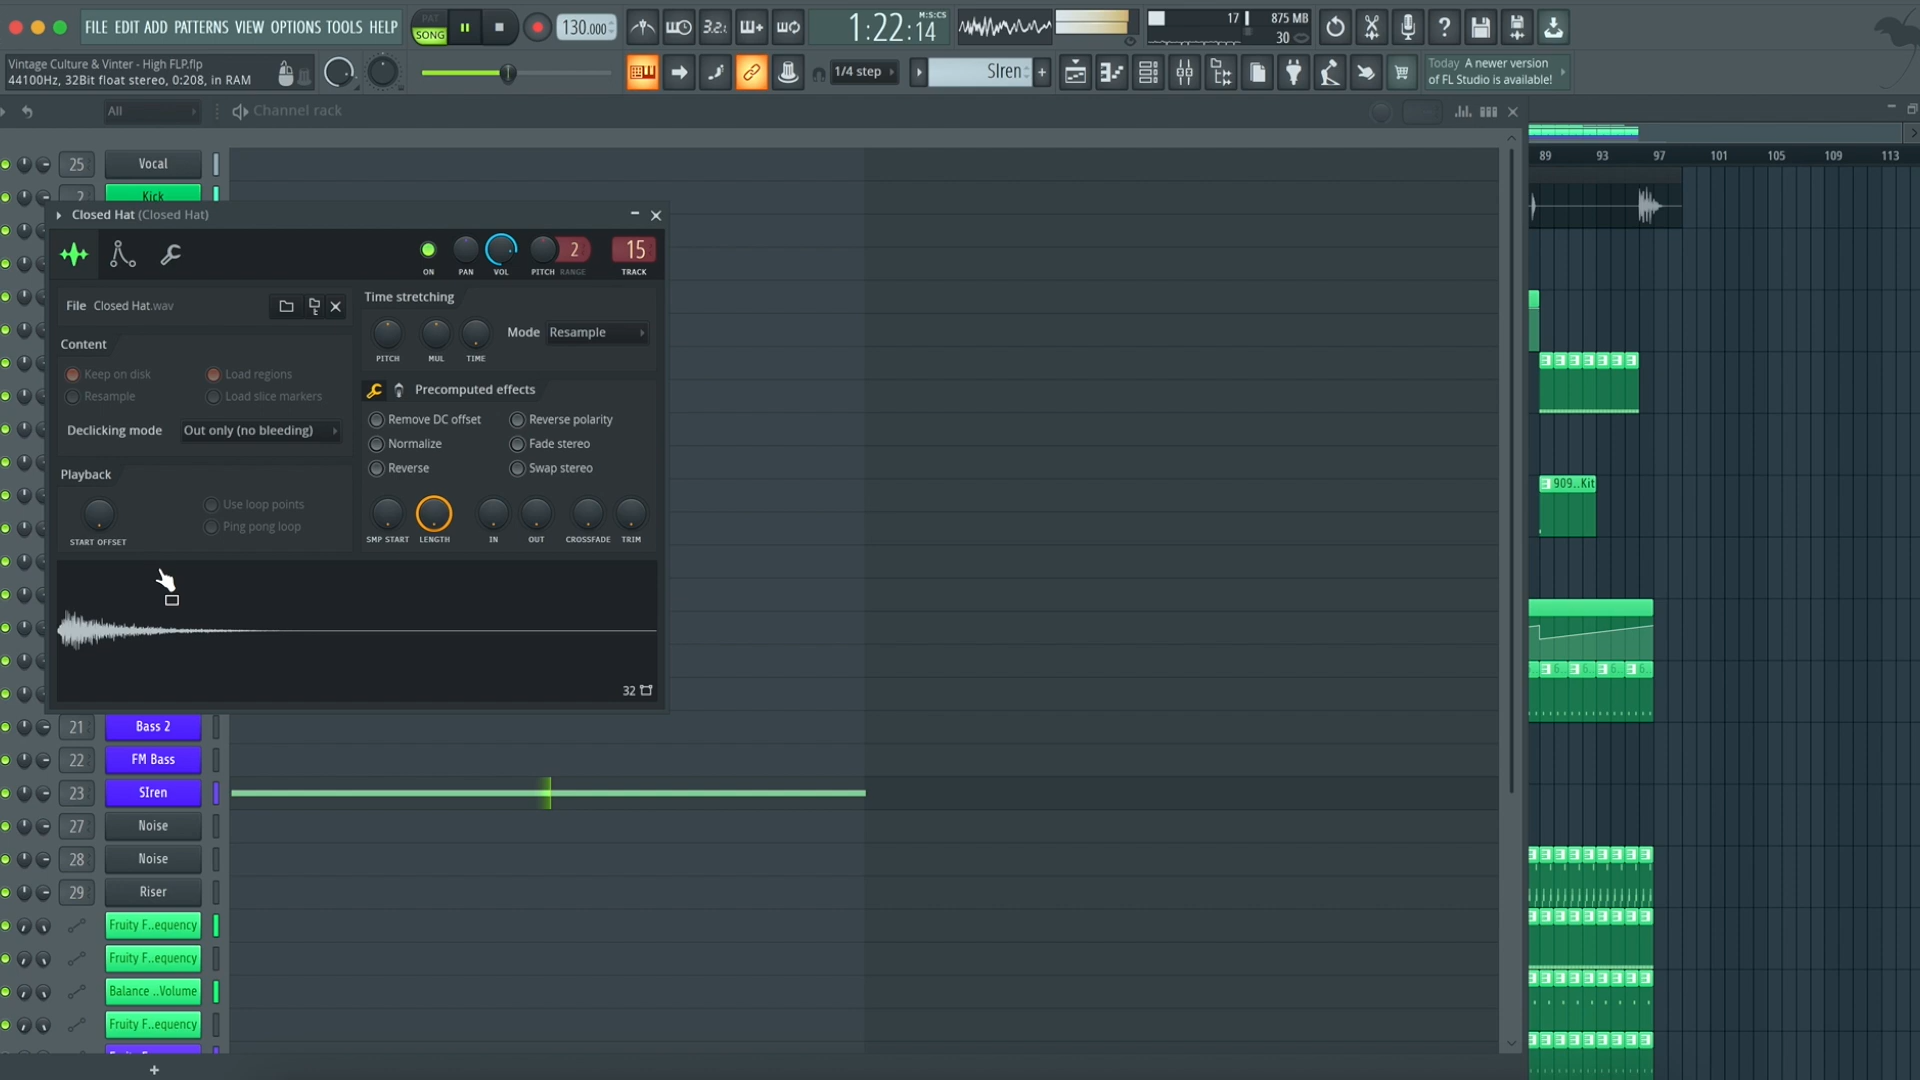 FILE EDIT ADD PATTERNS VIEW OPTIONS TOOLS HELP
PAT
SONG
130.000
3.2
1:22:14
M:S:CS
17
875 MB
30
Vintage Culture & Vinter - High FLP.flp
44100Hz, 32Bit float stereo, 0:208, in RAM
1/4 step
SIren
+
Today A newer version
of FL Studio is available!
All
Channel rack
89 93 97 101 105 109 113
25 Vocal
2 Kick
Closed Hat (Closed Hat)
2
15
ON PAN VOL PITCH RANGE TRACK
File Closed Hat.wav
Time stretching
Mode Resample
PITCH MUL TIME
Content
Keep on disk
Load regions
Resample
Load slice markers
Declicking mode Out only (no bleeding)
Precomputed effects
Remove DC offset
Reverse polarity
Normalize
Fade stereo
Reverse
Swap stereo
Playback
Use loop points
Ping pong loop
START OFFSET
SMP START LENGTH IN OUT CROSSFADE TRIM
32
909..Kit
6.. 6.. 6.. 6..
21 Bass 2
22 FM Bass
23 SIren
27 Noise
28 Noise
29 Riser
Fruity F..equency
Fruity F..equency
Balance ..Volume
Fruity F..equency
+